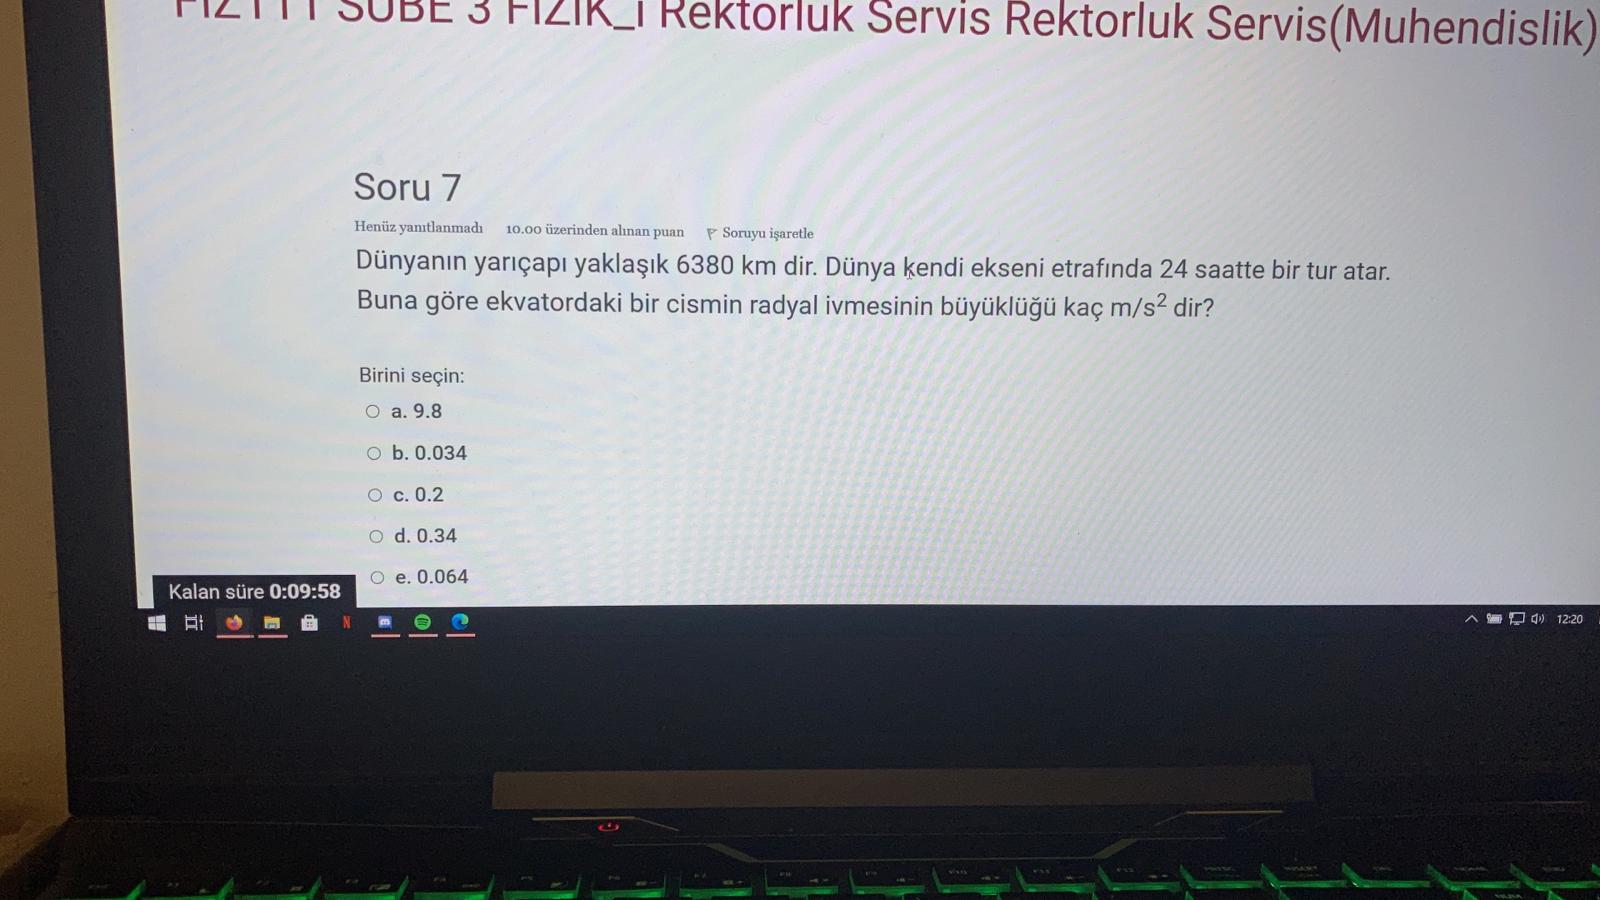 FİZ111 ŞUBE 3 FİZİK_I Rektorluk Servis Rektorluk Servis(Muhendislik)
Soru 7
Henüz yanıtlanmadı 10.00 üzerinden alınan puan Soruyu işaretle
Dünyanın yarıçapı yaklaşık 6380 km dir. Dünya kendi ekseni etrafında 24 saatte bir tur atar.
Buna göre ekvatordaki bir cismin radyal ivmesinin büyüklüğü kaç m/s² dir?
Birini seçin:
a. 9.8
b. 0.034
c. 0.2
d. 0.34
e. 0.064
Kalan süre 0:09:58
N
12:20